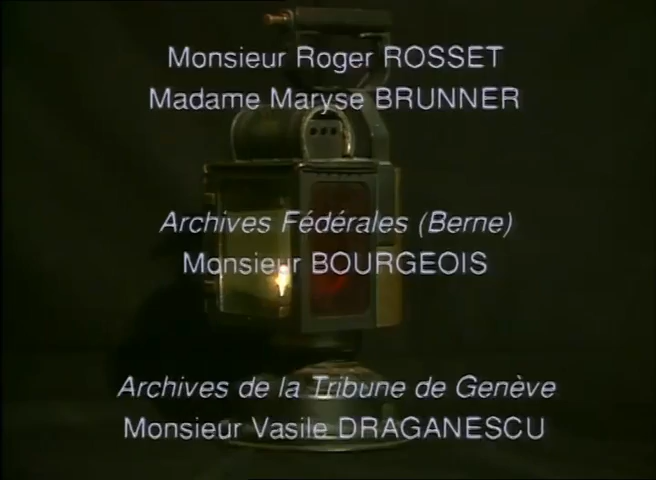 Monsieur Roger ROSSET
Madame Maryse BRUNNER
Archives Fédérales (Berne)
Monsieur BOURGEOIS
Archives de la Tribune de Genève
Monsieur Vasile DRAGANESCU